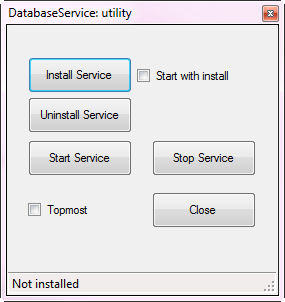 DatabaseService: utility
Install Service
Start with install
Uninstall Service
Start Service
Stop Service
Topmost
Close
Not installed